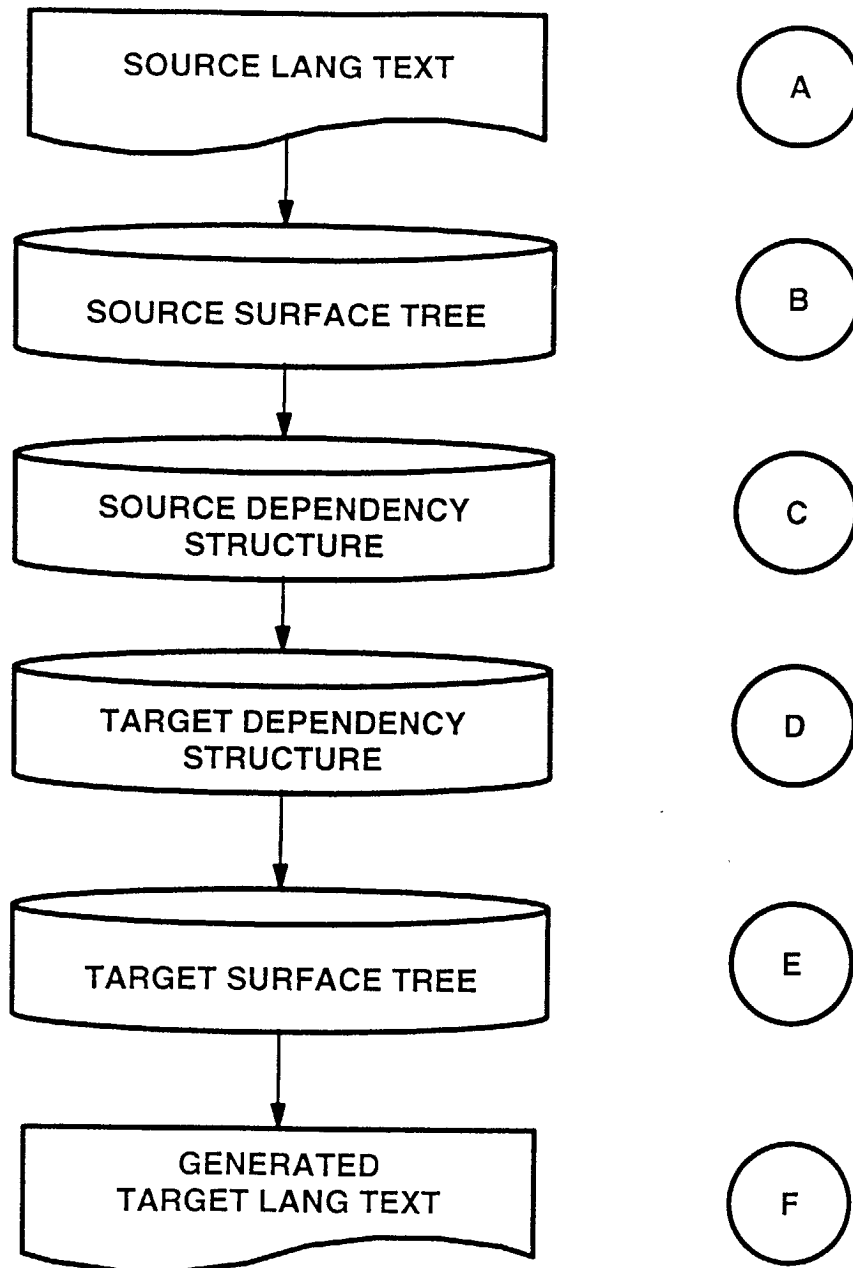 SOURCE LANG TEXT
A
SOURCE SURFACE TREE
B
SOURCE DEPENDENCY
STRUCTURE
C
TARGET DEPENDENCY
STRUCTURE
D
TARGET SURFACE TREE
E
GENERATED
TARGET LANG TEXT
F